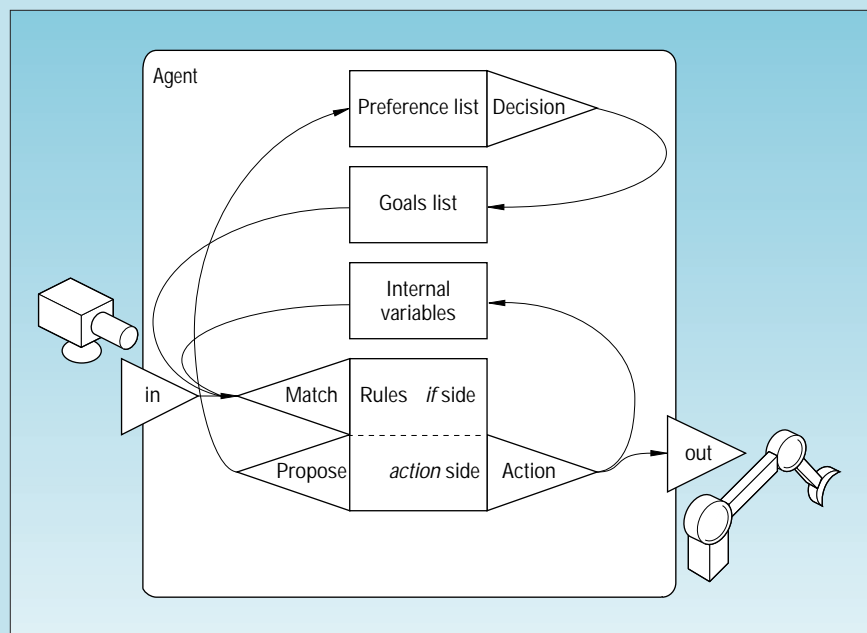 Agent
Preference list Decision
Goals list
Internal
variables
in Match Rules if side
Propose action side Action out